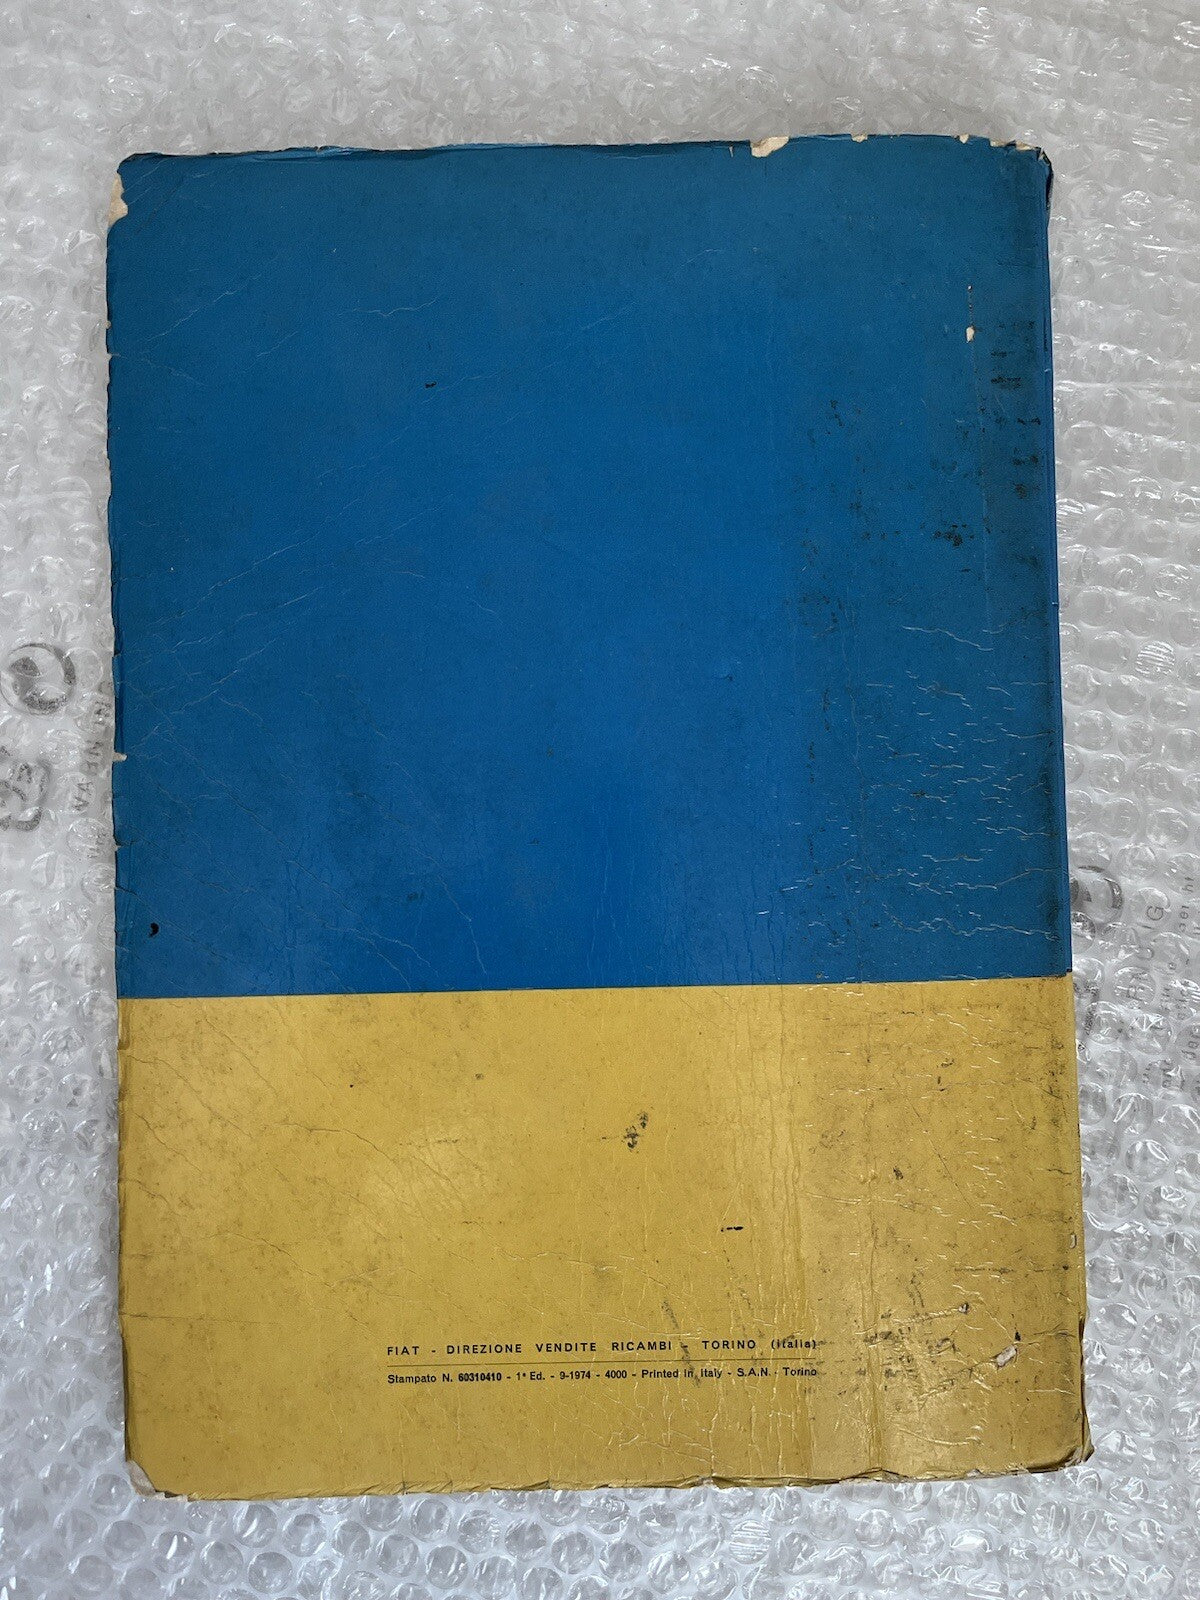 FIAT - DIREZIONE VENDITE RICAMBI - TORINO (Italia)
Stampato N. 60310410 - 1ª Ed. - 9-1974 - 4000 - Printed in Italy - S.A.N. - Torino